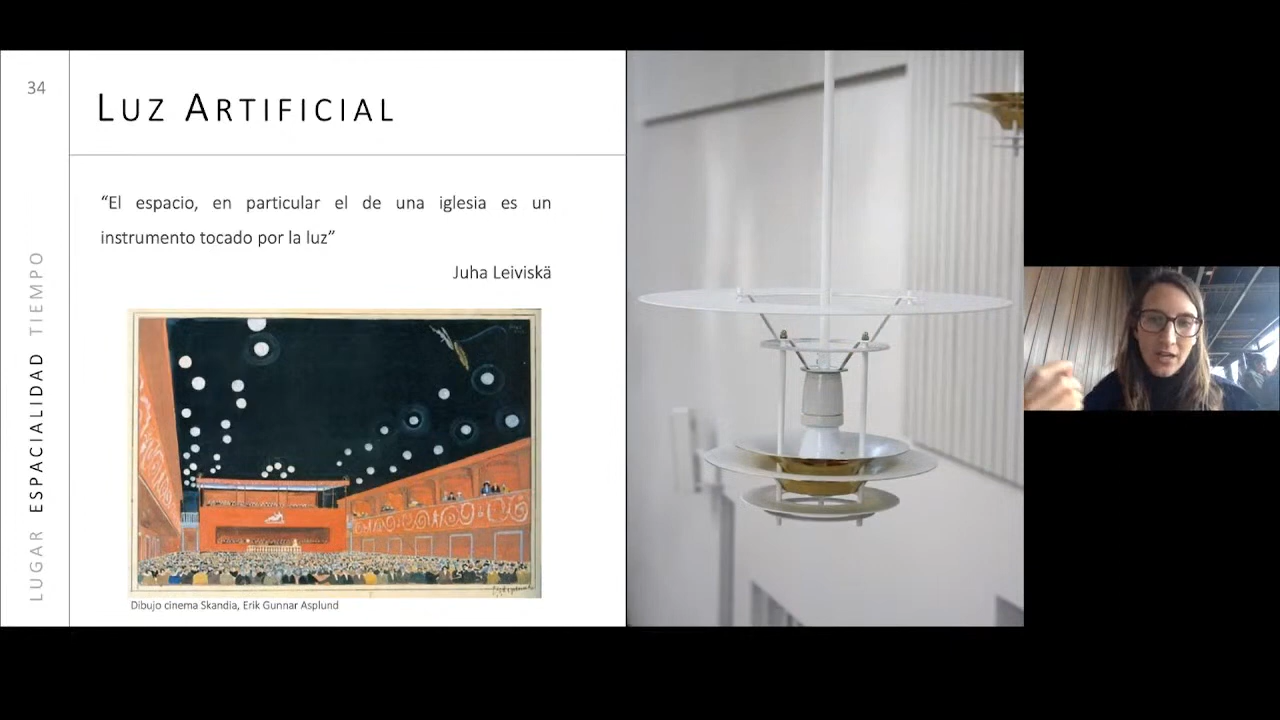 34
LUZ ARTIFICIAL
“El espacio, en particular el de una iglesia es un
instrumento tocado por la luz”
Juha Leiviskä
LUGAR ESPACIALIDAD TIEMPO
Dibujo cinema Skandia, Erik Gunnar Asplund